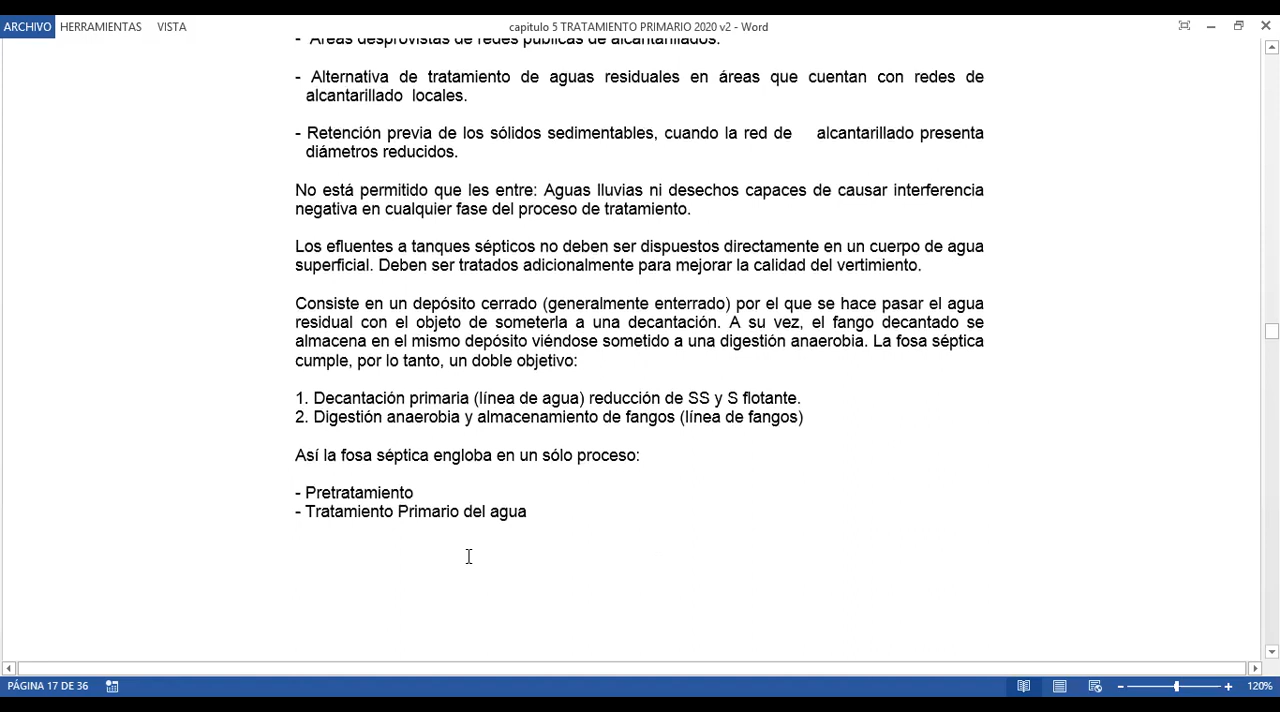 ARCHIVO HERRAMIENTAS VISTA capitulo 5 TRATAMIENTO PRIMARIO 2020 v2 - Word
- Áreas desprovistas de redes públicas de alcantarillados.
- Alternativa de tratamiento de aguas residuales en áreas que cuentan con redes de
alcantarillado locales.
- Retención previa de los sólidos sedimentables, cuando la red de alcantarillado presenta
diámetros reducidos.
No está permitido que les entre: Aguas lluvias ni desechos capaces de causar interferencia
negativa en cualquier fase del proceso de tratamiento.
Los efluentes a tanques sépticos no deben ser dispuestos directamente en un cuerpo de agua
superficial. Deben ser tratados adicionalmente para mejorar la calidad del vertimiento.
Consiste en un depósito cerrado (generalmente enterrado) por el que se hace pasar el agua
residual con el objeto de someterla a una decantación. A su vez, el fango decantado se
almacena en el mismo depósito viéndose sometido a una digestión anaerobia. La fosa séptica
cumple, por lo tanto, un doble objetivo:
1. Decantación primaria (línea de agua) reducción de SS y S flotante.
2. Digestión anaerobia y almacenamiento de fangos (línea de fangos)
Así la fosa séptica engloba en un sólo proceso:
- Pretratamiento
- Tratamiento Primario del agua
PÁGINA 17 DE 36 120%